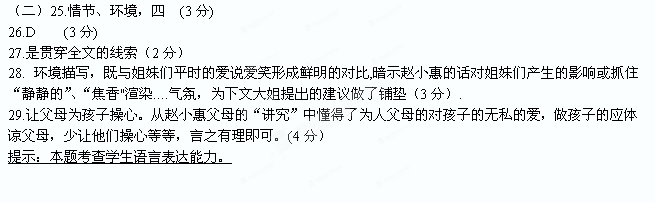 （二）25.情节、环境，四  (3 分)
26.D    (3 分)
27.是贯穿全文的线索（2 分）
28. 环境描写，既与姐妹们平时的爱说爱笑形成鲜明的对比,暗示赵小惠的话对姐妹们产生的影响或抓住
“静静的”、“焦香"渲染....气氛，为下文大姐提出的建议做了铺垫（3 分）.
29.让父母为孩子操心。从赵小惠父母的“讲究”中懂得了为人父母的对孩子的无私的爱，做孩子的应体
谅父母，少让他们操心等等，言之有理即可。(4 分）
提示：本题考查学生语言表达能力。